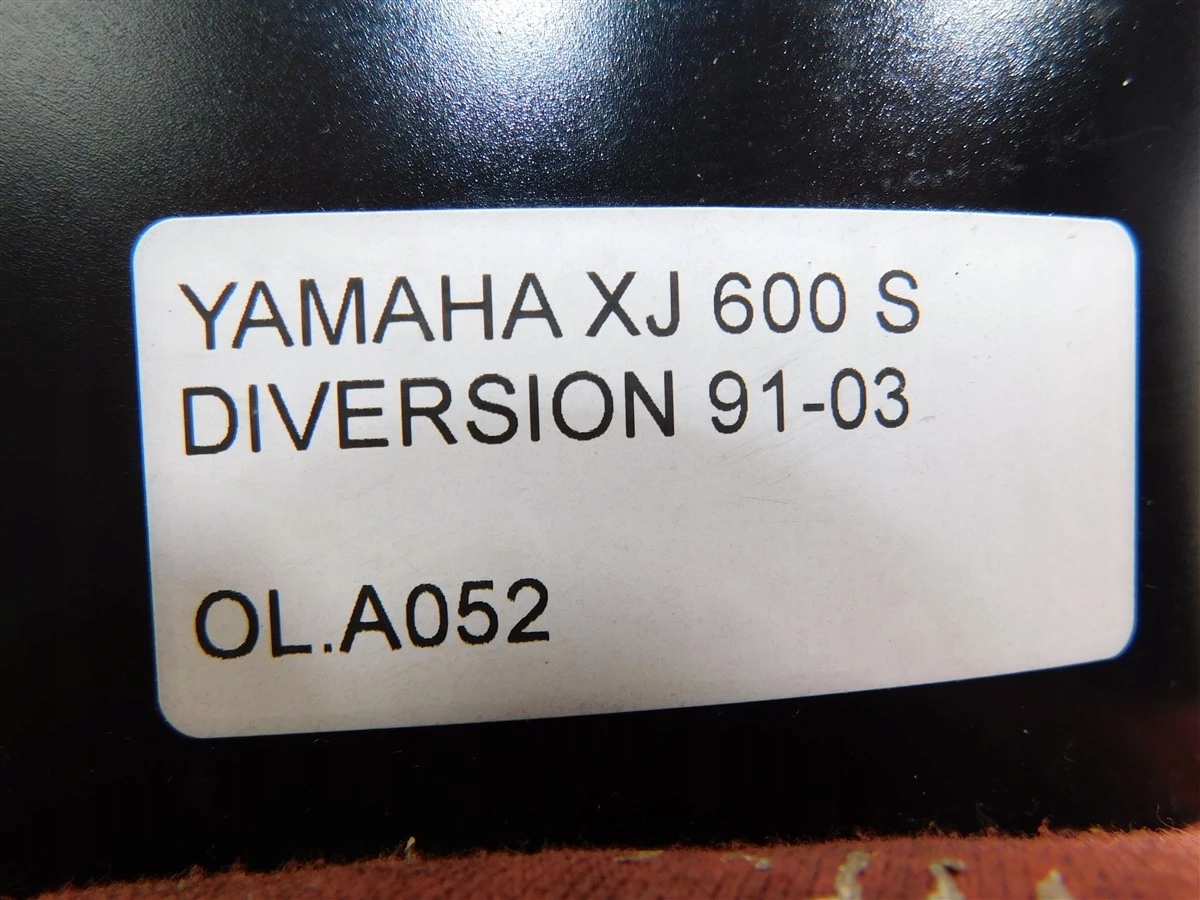 YAMAHA XJ 600 S
DIVERSION 91-03
OL.A052